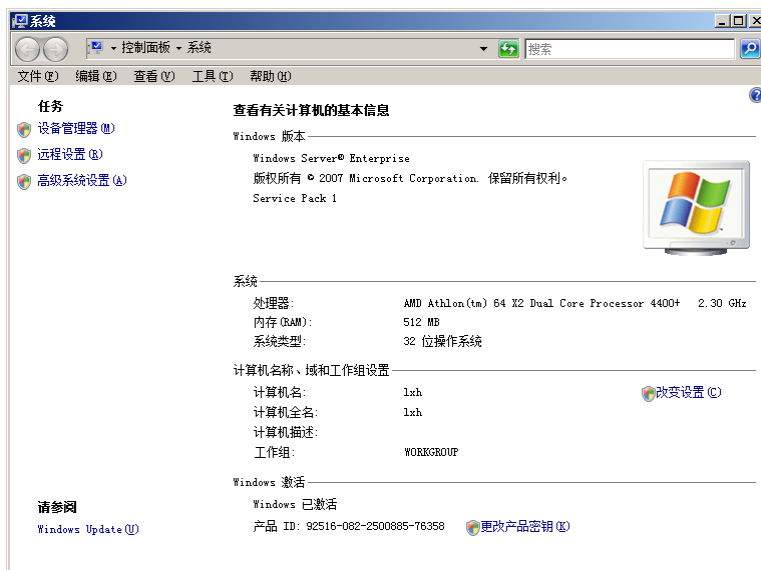 系统
控制面板 系统
搜索
文件(F) 编辑(E) 查看(V) 工具(T) 帮助(H)
任务
设备管理器(M)
远程设置(R)
高级系统设置(A)
查看有关计算机的基本信息
Windows 版本
Windows Server® Enterprise
版权所有 © 2007 Microsoft Corporation. 保留所有权利。
Service Pack 1
系统
处理器: AMD Athlon(tm) 64 X2 Dual Core Processor 4400+ 2.30 GHz
内存(RAM): 512 MB
系统类型: 32 位操作系统
计算机名称、域和工作组设置
计算机名: lxh 改变设置(C)
计算机全名: lxh
计算机描述:
工作组: WORKGROUP
Windows 激活
Windows 已激活
产品 ID: 92516-082-2500885-76358 更改产品密钥(K)
请参阅
Windows Update(U)